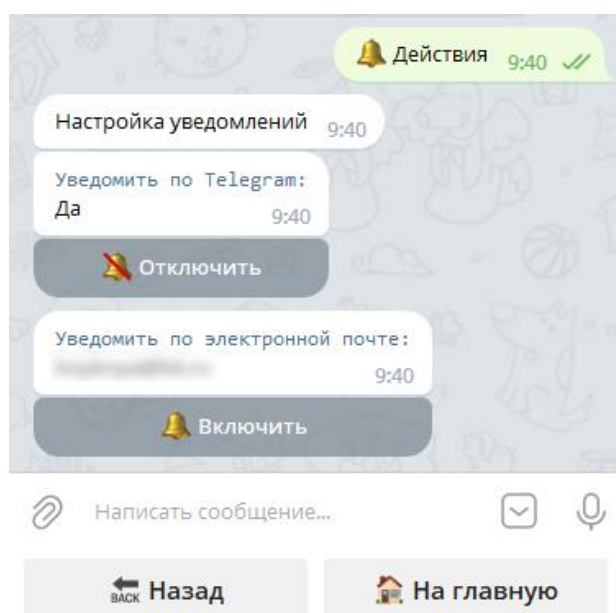 Действия 9:40
Настройка уведомлений 9:40
Уведомить по Telegram:
Да 9:40
Отключить
Уведомить по электронной почте:
9:40
Включить
Написать сообщение...
BACK Назад
На главную